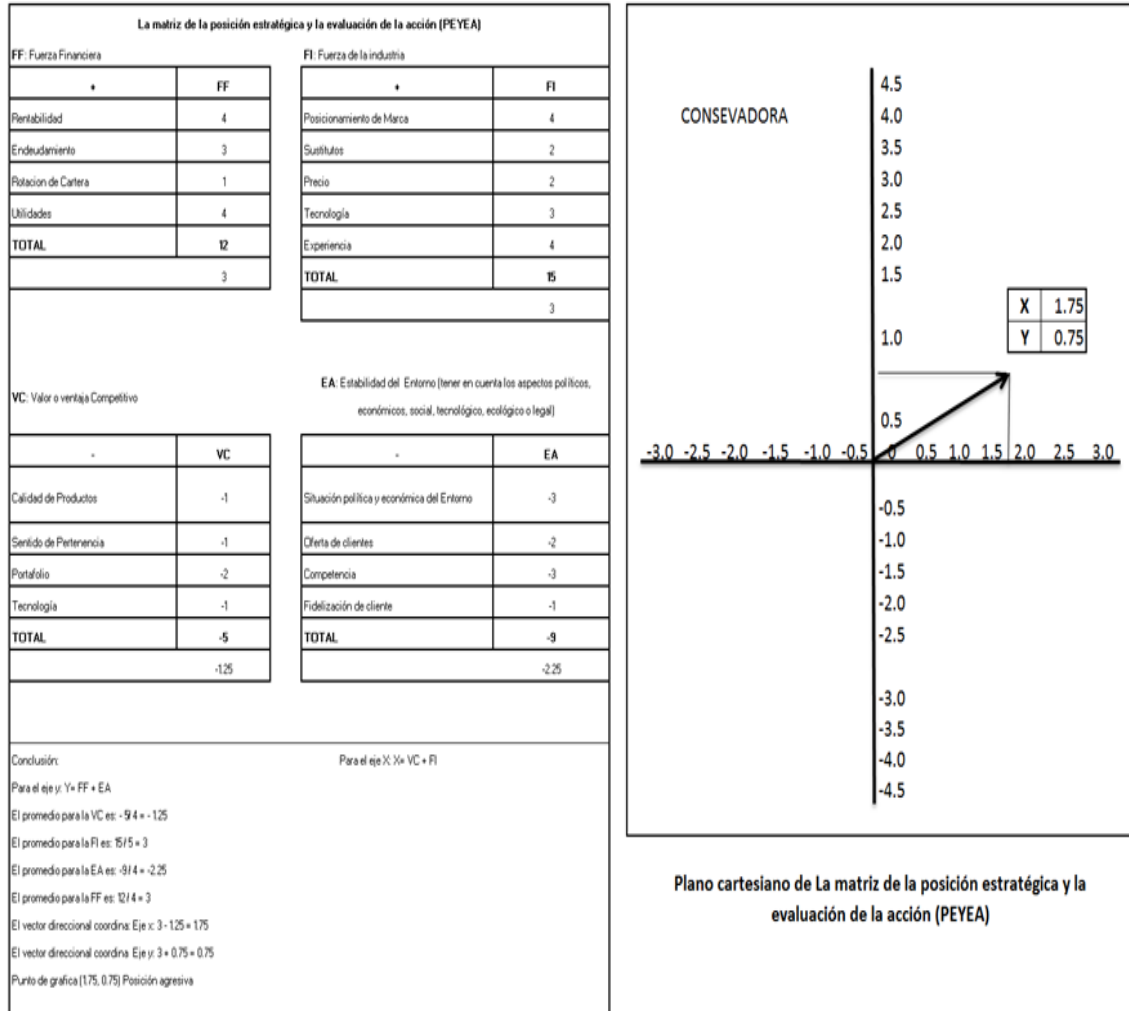 La matriz de la posición estratégica y la evaluación de la acción (PEYEA)
FF: Fuerza Financiera
+ FF
Rentabilidad 4
Endeudamiento 3
Rotacion de Cartera 1
Utilidades 4
TOTAL 12
3
FI: Fuerza de la industria
+ FI
Posicionamiento de Marca 4
Sustitutos 2
Precio 2
Tecnología 3
Experiencia 4
TOTAL 15
3
VC: Valor o ventaja Competitivo
- VC
Calidad de Productos -1
Sentido de Pertenencia -1
Portafolio -2
Tecnología -1
TOTAL -5
-1.25
EA: Estabilidad del Entorno (tener en cuenta los aspectos políticos,
económicos, social, tecnológico, ecológico o legal)
- EA
Situación política y económica del Entorno -3
Oferta de clientes -2
Competencia -3
Fidelización de cliente -1
TOTAL -9
-2.25
Conclusión: Para el eje X: X= VC + FI
Para el eje y: Y= FF + EA
El promedio para la VC es: - 5/4 = - 1.25
El promedio para la FI es: 15/5 = 3
El promedio para la EA es: -9/4 = -2.25
El promedio para la FF es: 12/4 = 3
El vector direccional coordina: Eje x: 3 - 1.25 = 1.75
El vector direccional coordina Eje y: 3 + 0.75 = 0.75
Punto de grafica (1.75, 0.75) Posición agresiva
CONSEVADORA
4.5
4.0
3.5
3.0
2.5
2.0
1.5
1.0
0.5
X 1.75
Y 0.75
-3.0 -2.5 -2.0 -1.5 -1.0 -0.5 0 0.5 1.0 1.5 2.0 2.5 3.0
-0.5
-1.0
-1.5
-2.0
-2.5
-3.0
-3.5
-4.0
-4.5
Plano cartesiano de La matriz de la posición estratégica y la
evaluación de la acción (PEYEA)